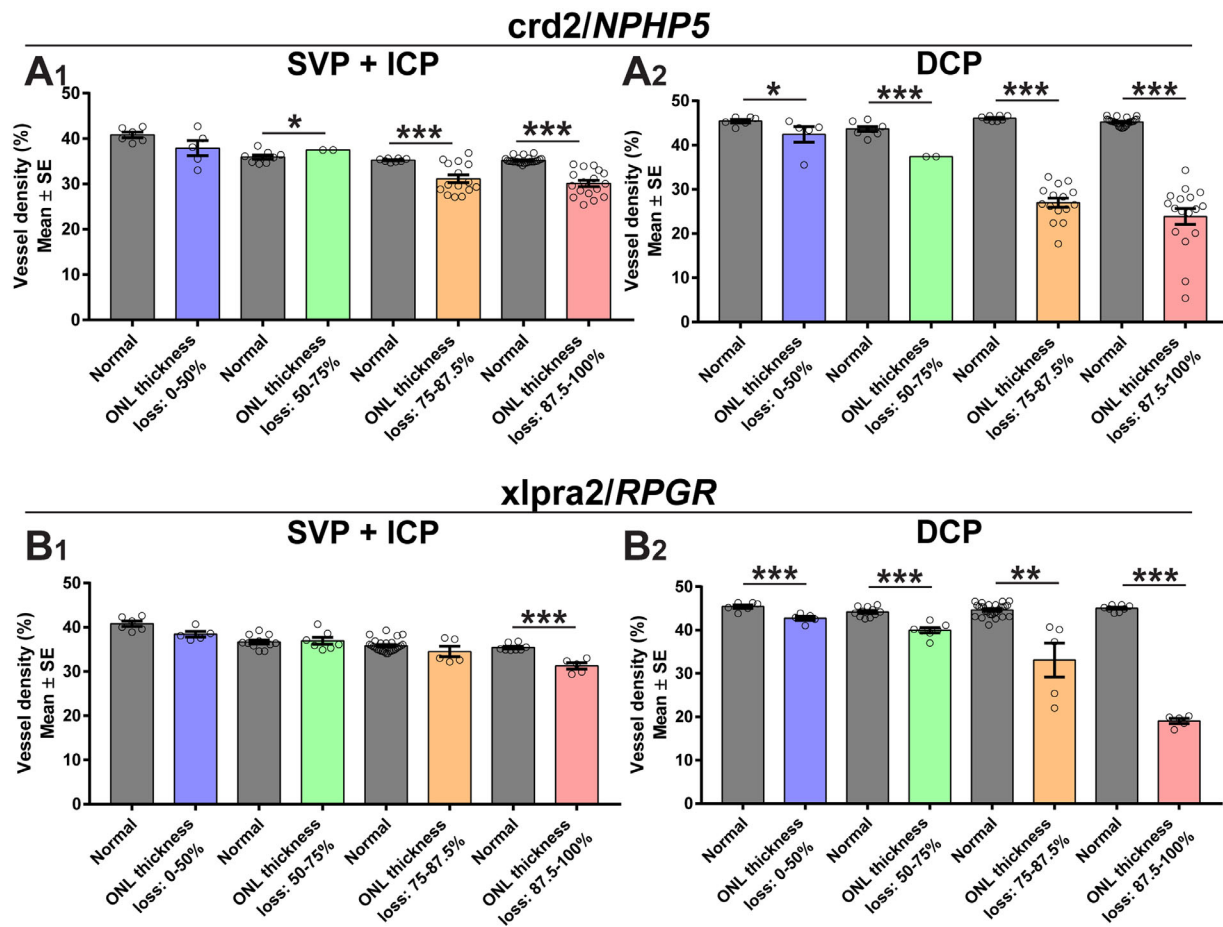 crd2/NPHP5
A1
SVP + ICP
Vessel density (%)
Mean ± SE
50
40
30
20
10
0
*
***
***
Normal
ONL thickness
loss: 0-50%
Normal
ONL thickness
loss: 50-75%
Normal
ONL thickness
loss: 75-87.5%
Normal
ONL thickness
loss: 87.5-100%
A2
DCP
Vessel density (%)
Mean ± SE
50
40
30
20
10
0
*
***
***
***
Normal
ONL thickness
loss: 0-50%
Normal
ONL thickness
loss: 50-75%
Normal
ONL thickness
loss: 75-87.5%
Normal
ONL thickness
loss: 87.5-100%
xlpra2/RPGR
B1
SVP + ICP
Vessel density (%)
Mean ± SE
50
40
30
20
10
0
***
Normal
ONL thickness
loss: 0-50%
Normal
ONL thickness
loss: 50-75%
Normal
ONL thickness
loss: 75-87.5%
Normal
ONL thickness
loss: 87.5-100%
B2
DCP
Vessel density (%)
Mean ± SE
50
40
30
20
10
0
***
***
**
***
Normal
ONL thickness
loss: 0-50%
Normal
ONL thickness
loss: 50-75%
Normal
ONL thickness
loss: 75-87.5%
Normal
ONL thickness
loss: 87.5-100%